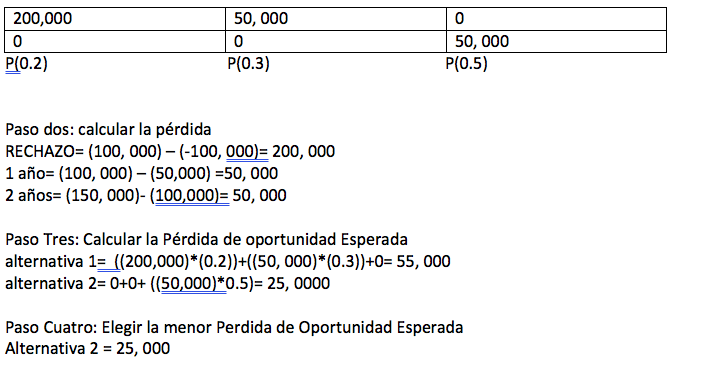 200,000 50, 000 0
0 0 50, 000
P(0.2) P(0.3) P(0.5)
Paso dos: calcular la pérdida
RECHAZO= (100, 000) – (-100, 000)= 200, 000
1 año= (100, 000) – (50,000) =50, 000
2 años= (150, 000)- (100,000)= 50, 000
Paso Tres: Calcular la Pérdida de oportunidad Esperada
alternativa 1= ((200,000)*(0.2))+((50, 000)*(0.3))+0= 55, 000
alternativa 2= 0+0+ ((50,000)*0.5)= 25, 0000
Paso Cuatro: Elegir la menor Perdida de Oportunidad Esperada
Alternativa 2 = 25, 000